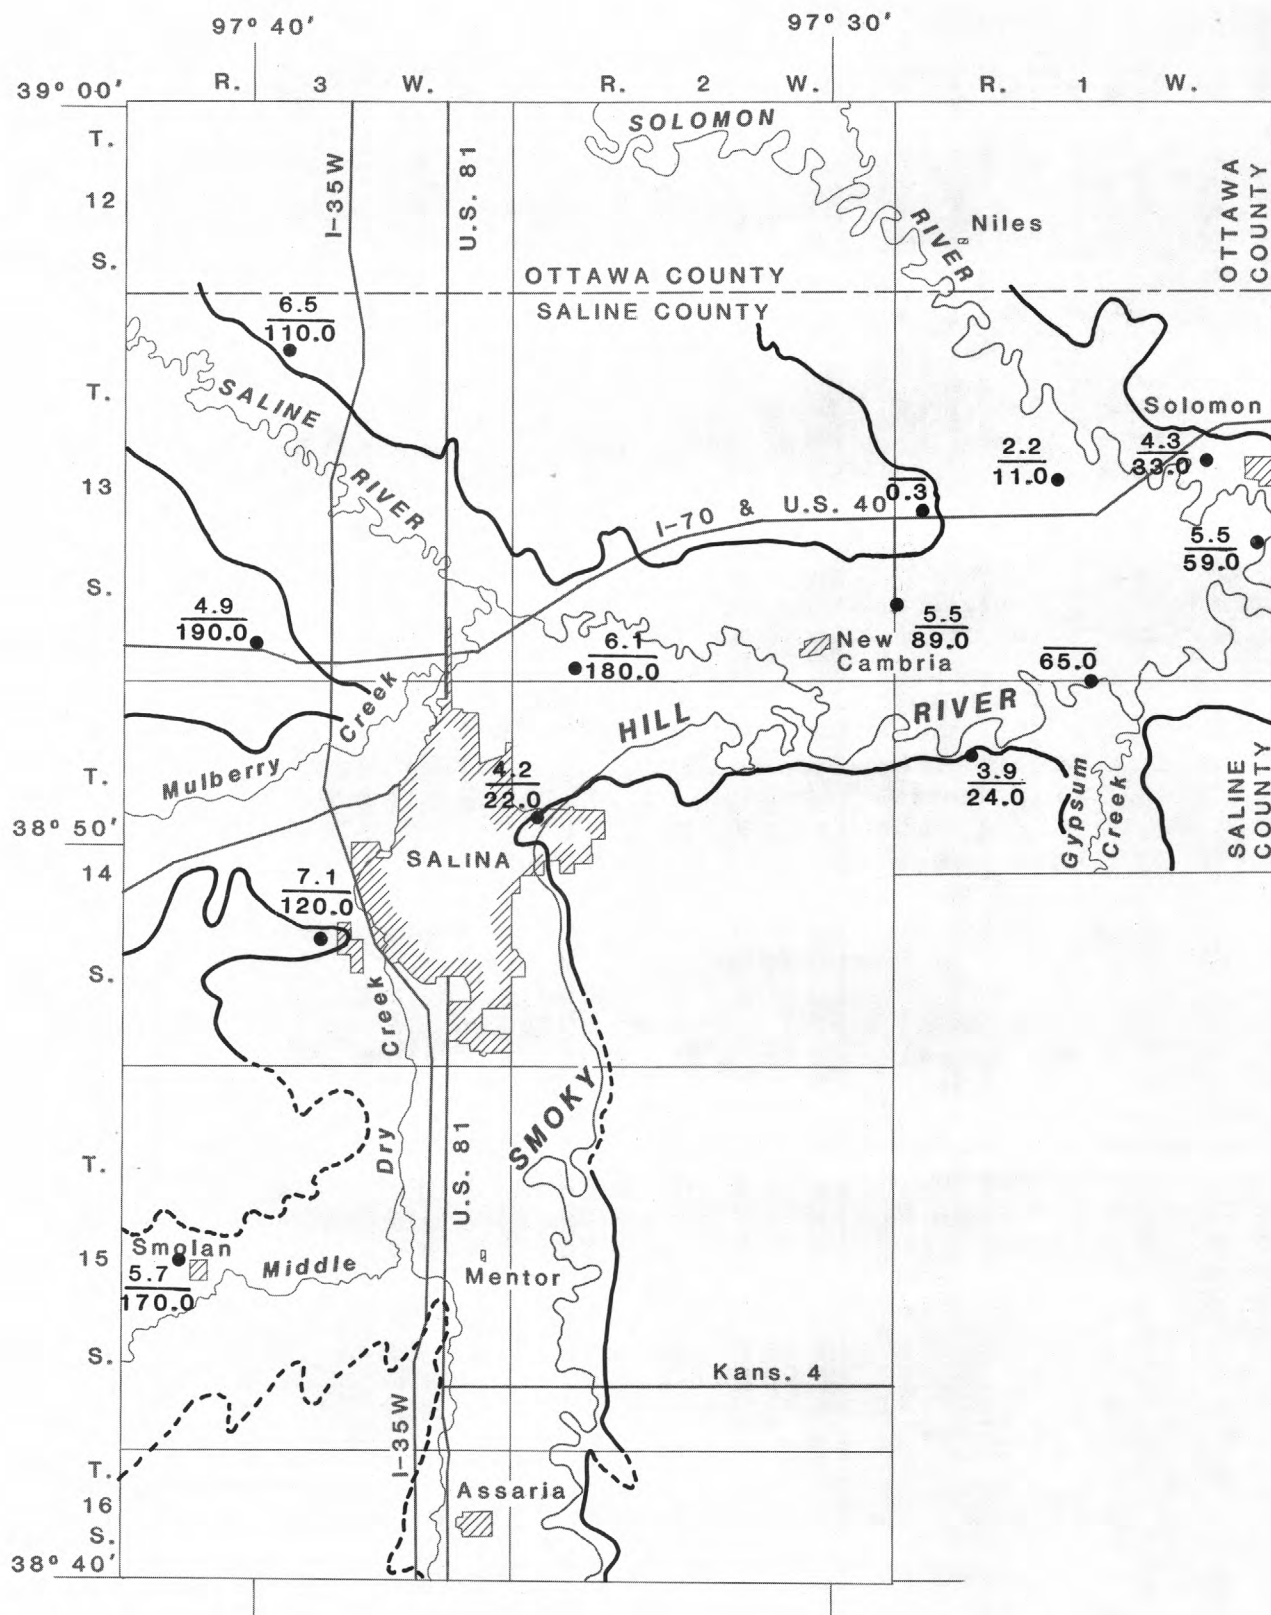 97° 40'
97° 30'
39° 00'
R. 3 W.
R. 2 W.
R. 1 W.
T.
12
S.
I-35W
U.S. 81
SOLOMON
RIVER
Niles
OTTAWA
COUNTY
OTTAWA COUNTY
SALINE COUNTY
6.5
110.0
T.
13
S.
SALINE
RIVER
Solomon
2.2
11.0
4.3
33.0
0.3
I-70 & U.S. 40
5.5
59.0
4.9
190.0
6.1
180.0
5.5
89.0
New
Cambria
65.0
Creek
Mulberry
HILL
RIVER
T.
38° 50'
14
S.
4.2
22.0
3.9
24.0
Gypsum
Creek
SALINE
COUNTY
SALINA
7.1
120.0
Creek
Dry
SMOKY
U.S. 81
T.
15
S.
Smolan
5.7
170.0
Middle
Mentor
Kans. 4
I-35W
T.
16
S.
Assaria
38° 40'